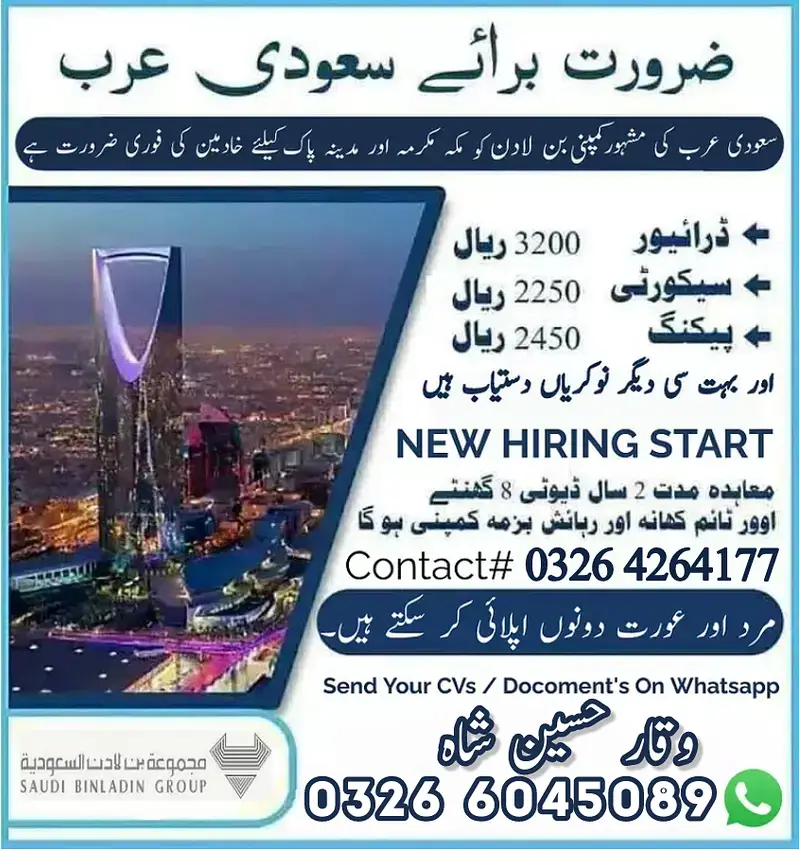 ضرورت برائے سعودی عرب
سعودی عرب کی مشہور کمپنی بن لادن کو مکہ مکرمہ اور مدینہ پاک کیلئے خادمین کی فوری ضرورت ہے
ڈرائیور 3200 ریال
سیکورٹی 2250 ریال
پیکنگ 2450 ریال
اور بہت سی دیگر نوکریاں دستیاب ہیں
NEW HIRING START
معاہدہ مدت 2 سال ڈیوٹی 8 گھنٹے
اوور ٹائم کھانہ اور رہائش بزمہ کمپنی ہو گا
Contact# 0326 4264177
مرد اور عورت دونوں اپلائی کر سکتے ہیں۔
Send Your CVs / Docoment's On Whatsapp
وقار حسین شاہ
0326 6045089
مجموعة بن لادن السعودية
SAUDI BINLADIN GROUP